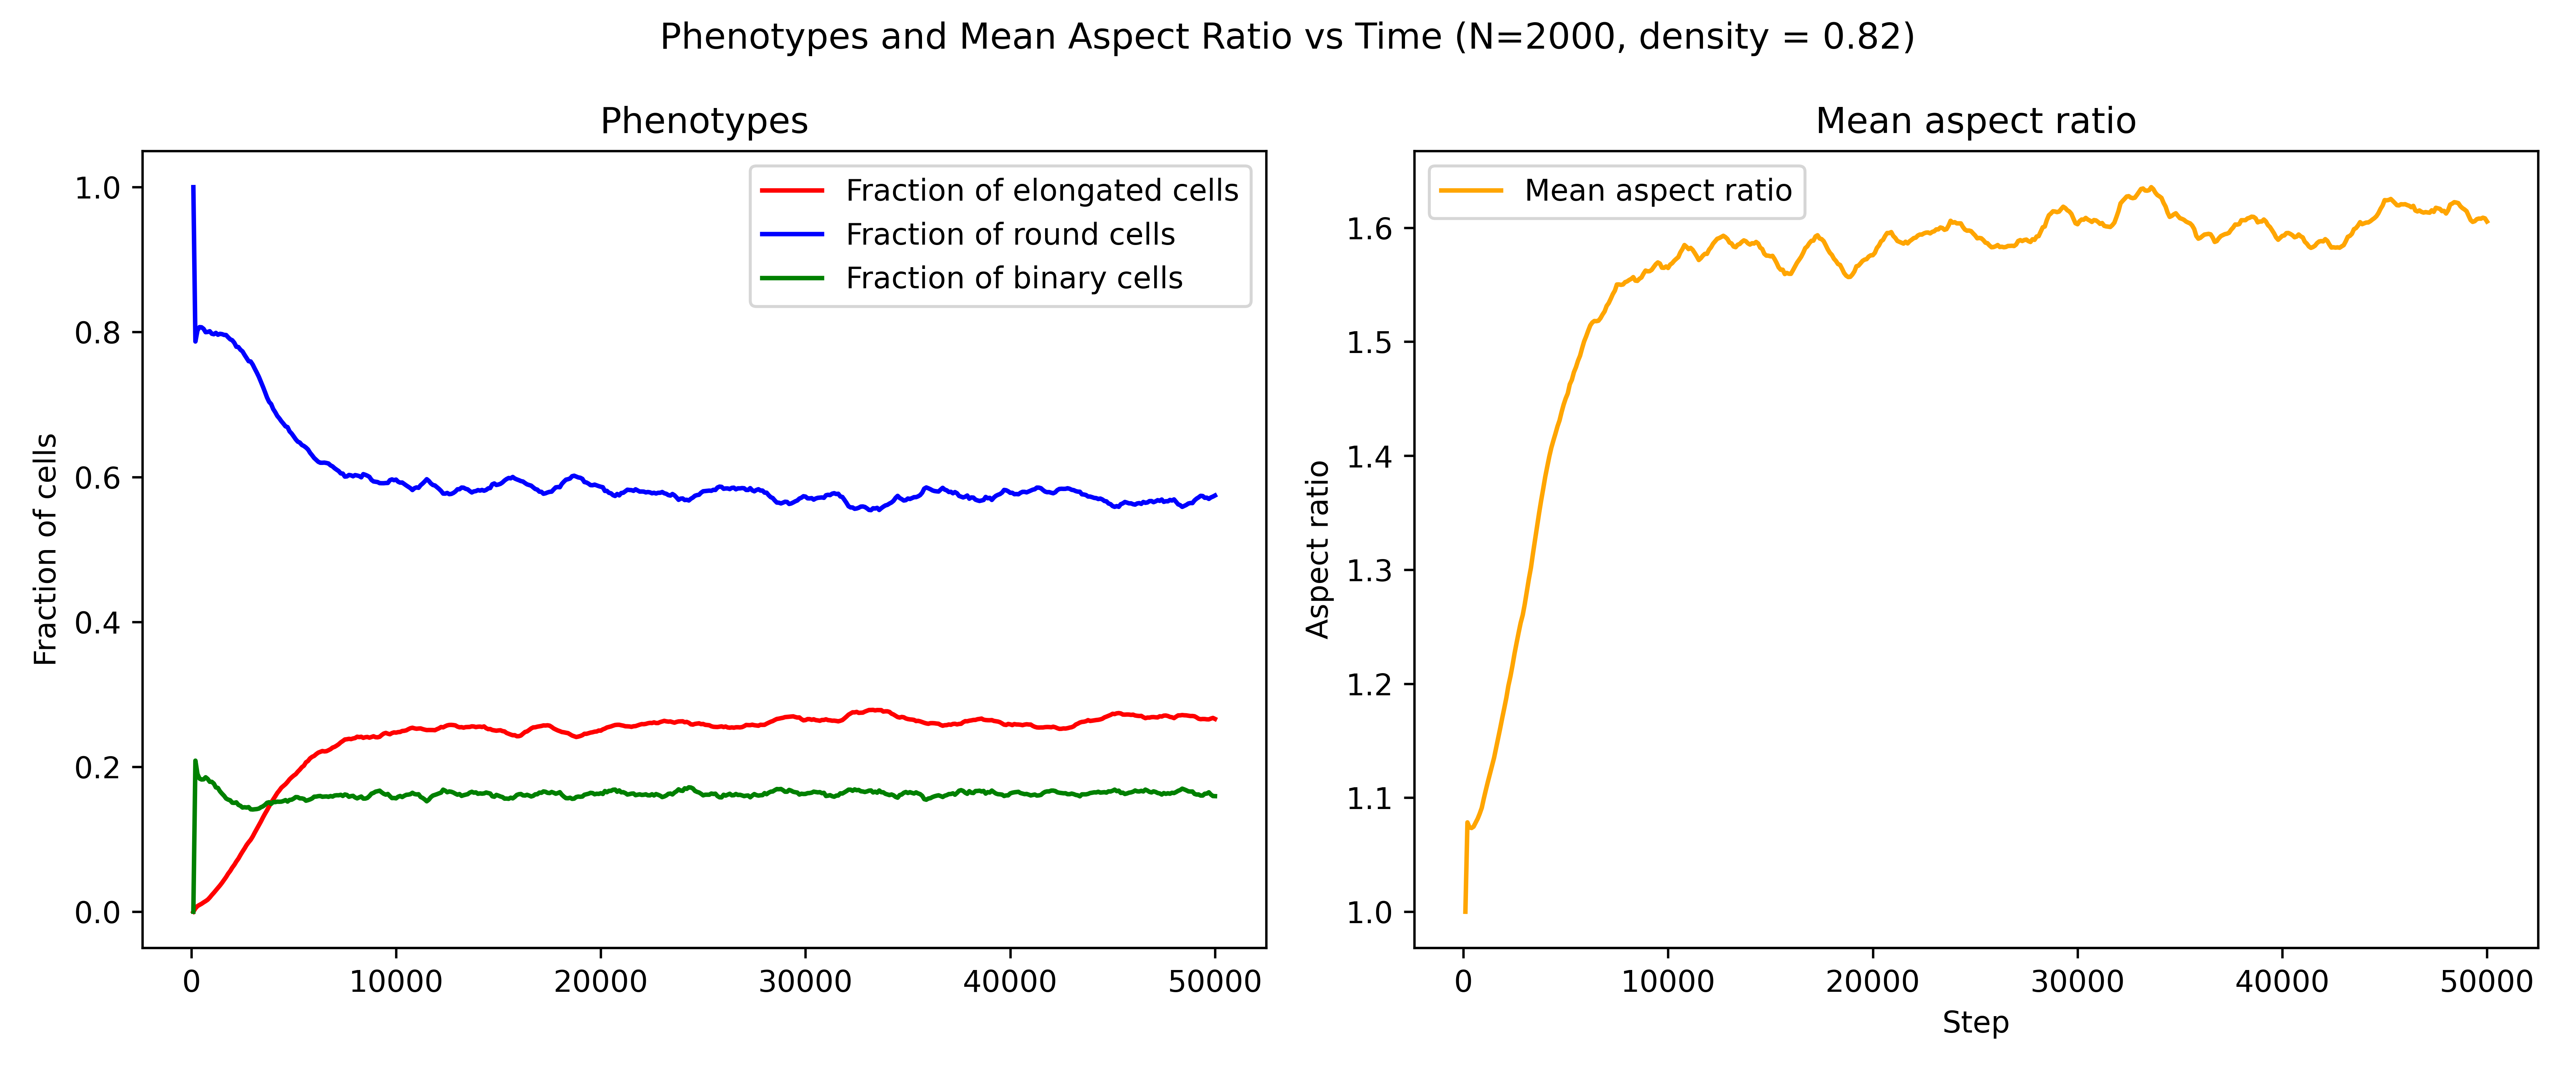 Phenotypes and Mean Aspect Ratio vs Time (N=2000, density = 0.82)
Phenotypes
Fraction of cells
1.0
0.8
0.6
0.4
0.2
0.0
Fraction of elongated cells
Fraction of round cells
Fraction of binary cells
0 10000 20000 30000 40000 50000
Mean aspect ratio
Aspect ratio
1.6
1.5
1.4
1.3
1.2
1.1
1.0
Mean aspect ratio
0 10000 20000 30000 40000 50000
Step